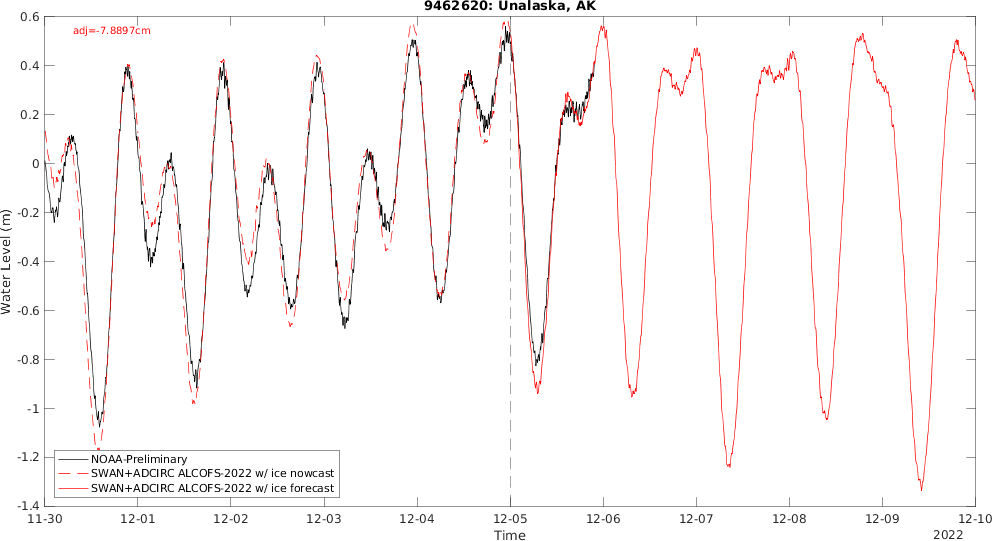 9462620: Unalaska, AK
adj=-7.8897cm
0.6
0.4
0.2
0
-0.2
-0.4
-0.6
-0.8
-1
-1.2
-1.4
Water Level (m)
NOAA-Preliminary
SWAN+ADCIRC ALCOFS-2022 w/ ice nowcast
SWAN+ADCIRC ALCOFS-2022 w/ ice forecast
11-30 12-01 12-02 12-03 12-04 12-05 12-06 12-07 12-08 12-09 12-10
Time
2022